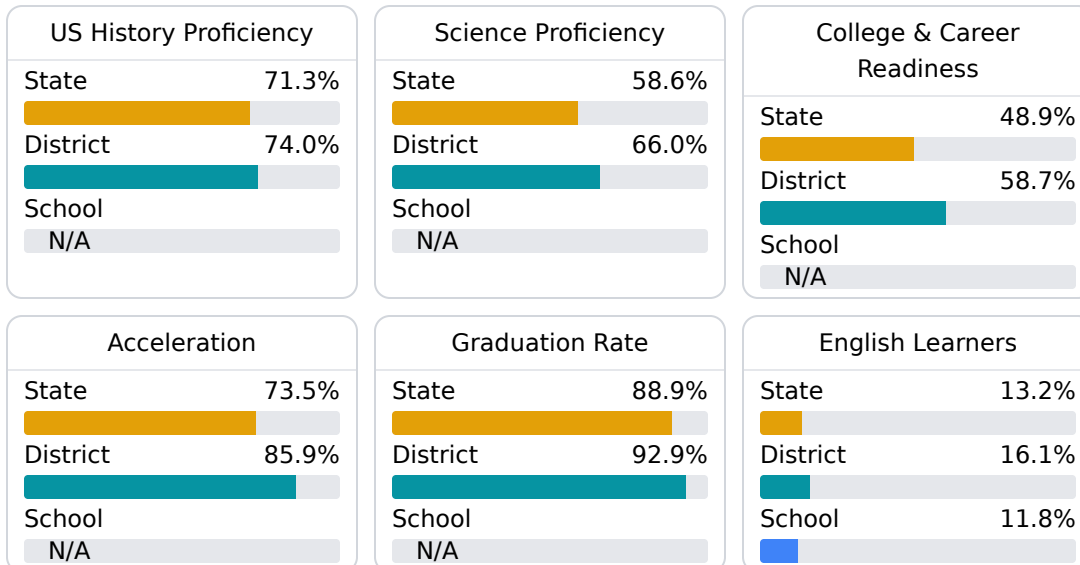 US History Proficiency
State 71.3%
District 74.0%
School
N/A
Science Proficiency
State 58.6%
District 66.0%
School
N/A
College & Career
Readiness
State 48.9%
District 58.7%
School
N/A
Acceleration
State 73.5%
District 85.9%
School
N/A
Graduation Rate
State 88.9%
District 92.9%
School
N/A
English Learners
State 13.2%
District 16.1%
School 11.8%